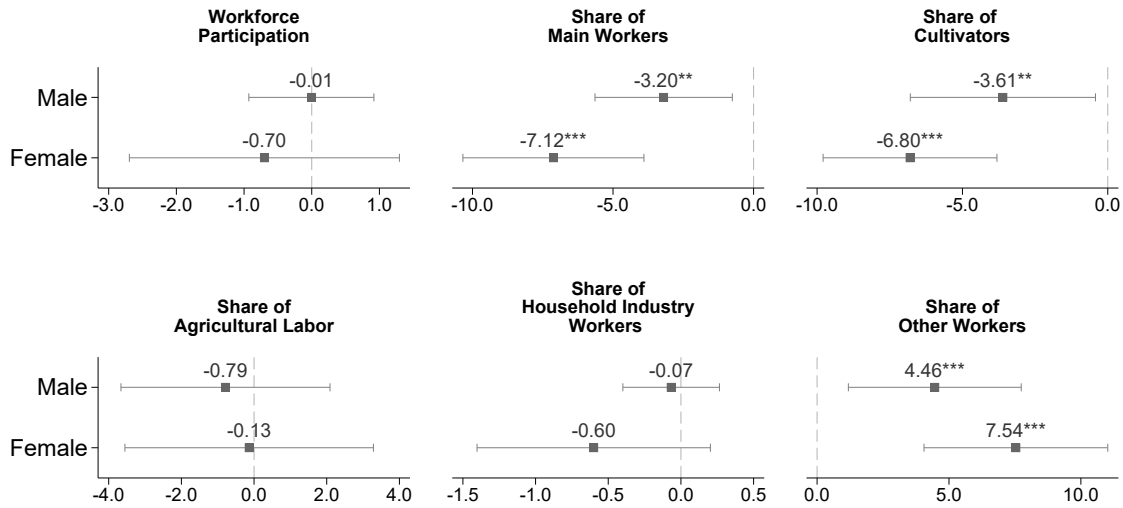 Workforce
Participation
Male
-0.01
Female
-0.70
-3.0 -2.0 -1.0 0.0 1.0
Share of
Main Workers
-3.20**
-7.12***
-10.0 -5.0 0.0
Share of
Cultivators
-3.61**
-6.80***
-10.0 -5.0 0.0
Share of
Agricultural Labor
Male
-0.79
Female
-0.13
-4.0 -2.0 0.0 2.0 4.0
Share of
Household Industry
Workers
-0.07
-0.60
-1.5 -1.0 -0.5 0.0 0.5
Share of
Other Workers
4.46***
7.54***
0.0 5.0 10.0